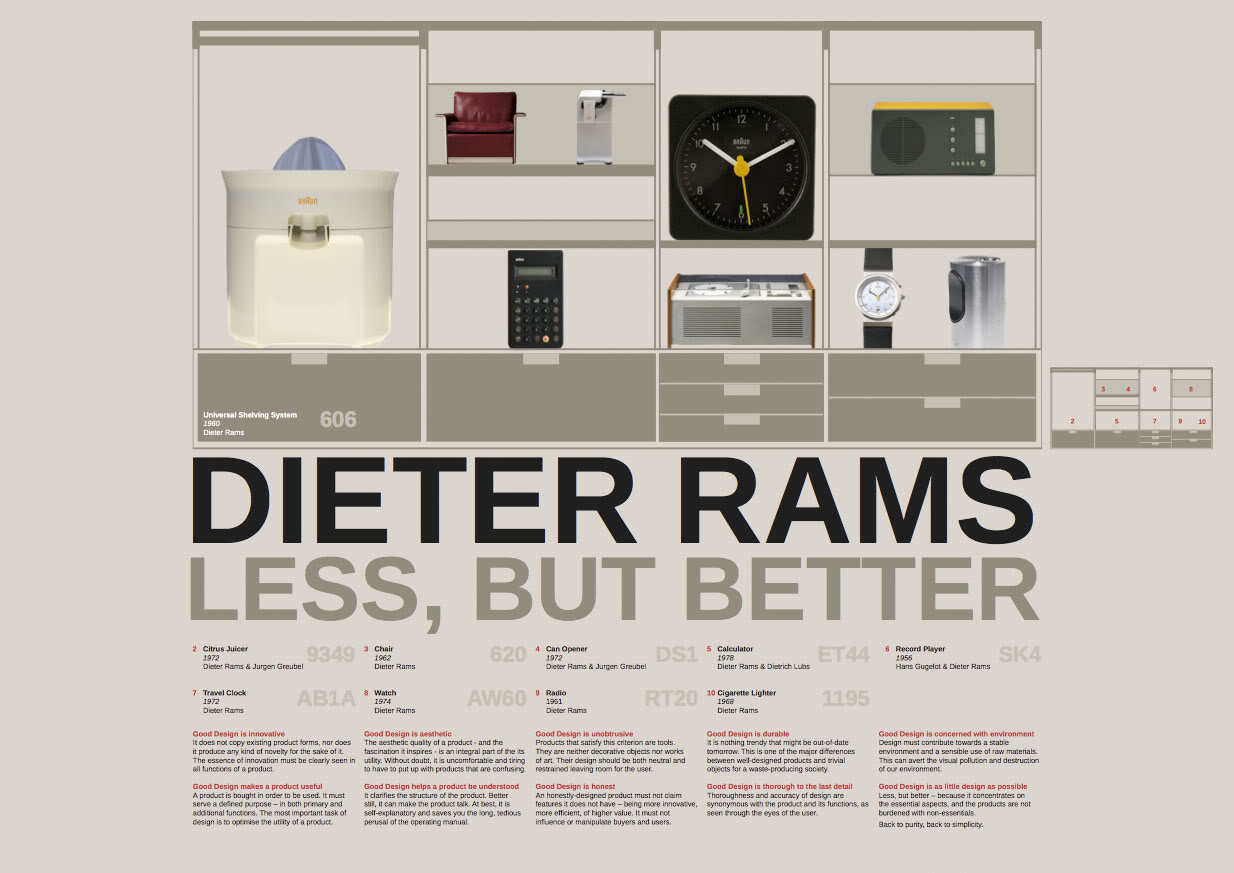 BRAUN
BRAUN
12
11
1
10
2
9
3
8
4
7
5
6
Universal Shelving System
606
1960
Dieter Rams
3
4
6
8
2
5
7
9
10
DIETER RAMS
LESS, BUT BETTER
2 Citrus Juicer
1972
Dieter Rams & Jurgen Greubel
9349
3 Chair
1962
Dieter Rams
620
4 Can Opener
1972
Dieter Rams & Jurgen Greubel
DS1
5 Calculator
1978
Dieter Rams & Dietrich Lubs
ET44
6 Record Player
1956
Hans Gugelot & Dieter Rams
SK4
7 Travel Clock
1972
Dieter Rams
AB1A
8 Watch
1974
Dieter Rams
AW60
9 Radio
1961
Dieter Rams
RT20
10 Cigarette Lighter
1968
Dieter Rams
1195
Good Design is innovative
It does not copy existing product forms, nor does
it produce any kind of novelty for the sake of it.
The essence of innovation must be clearly seen in
all functions of a product.
Good Design is aesthetic
The aesthetic quality of a product - and the
fascination it inspires - is an integral part of the its
utility. Without doubt, it is uncomfortable and tiring
to have to put up with products that are confusing.
Good Design is unobtrusive
Products that satisfy this criterion are tools.
They are neither decorative objects nor works
of art. Their design should be both neutral and
restrained leaving room for the user.
Good Design is durable
It is nothing trendy that might be out-of-date
tomorrow. This is one of the major differences
between well-designed products and trivial
objects for a waste-producing society.
Good Design is concerned with environment
Design must contribute towards a stable
environment and a sensible use of raw materials.
This can avert the visual pollution and destruction
of our environment.
Good Design makes a product useful
A product is bought in order to be used. It must
serve a defined purpose – in both primary and
additional functions. The most important task of
design is to optimise the utility of a product.
Good Design helps a product be understood
It clarifies the structure of the product. Better
still, it can make the product talk. At best, it is
self-explanatory and saves you the long, tedious
perusal of the operating manual.
Good Design is honest
An honestly-designed product must not claim
features it does not have – being more innovative,
more efficient, of higher value. It must not
influence or manipulate buyers and users.
Good Design is thorough to the last detail
Thoroughness and accuracy of design are
synonymous with the product and its functions, as
seen through the eyes of the user.
Good Design is as little design as possible
Less, but better – because it concentrates on
the essential aspects, and the products are not
burdened with non-essentials.
Back to purity, back to simplicity.